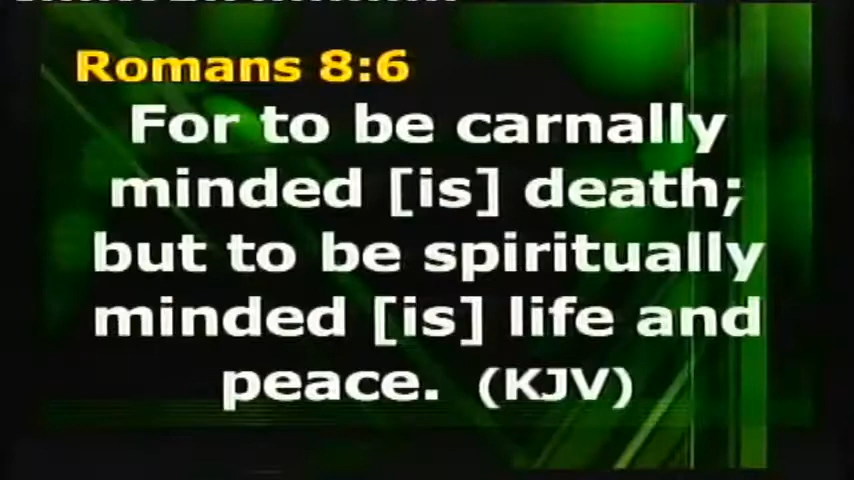 Romans 8:6
For to be carnally
minded [is] death;
but to be spiritually
minded [is] life and
peace. (KJV)